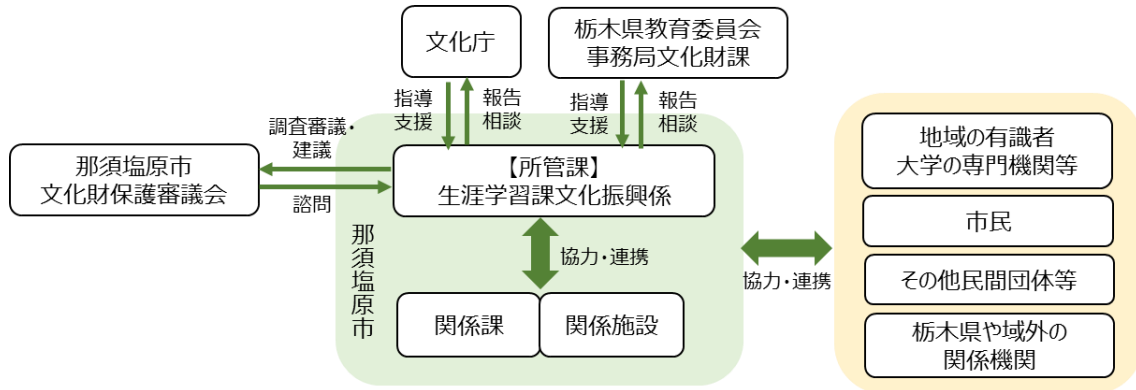 文化庁
栃木県教育委員会
事務局文化財課
指導
支援
報告
相談
指導
支援
報告
相談
調査審議・
建議
那須塩原市
文化財保護審議会
諮問
【所管課】
生涯学習課文化振興係
那須塩原市
協力・連携
関係課
関係施設
協力・連携
地域の有識者
大学の専門機関等
市民
その他民間団体等
栃木県や域外の
関係機関